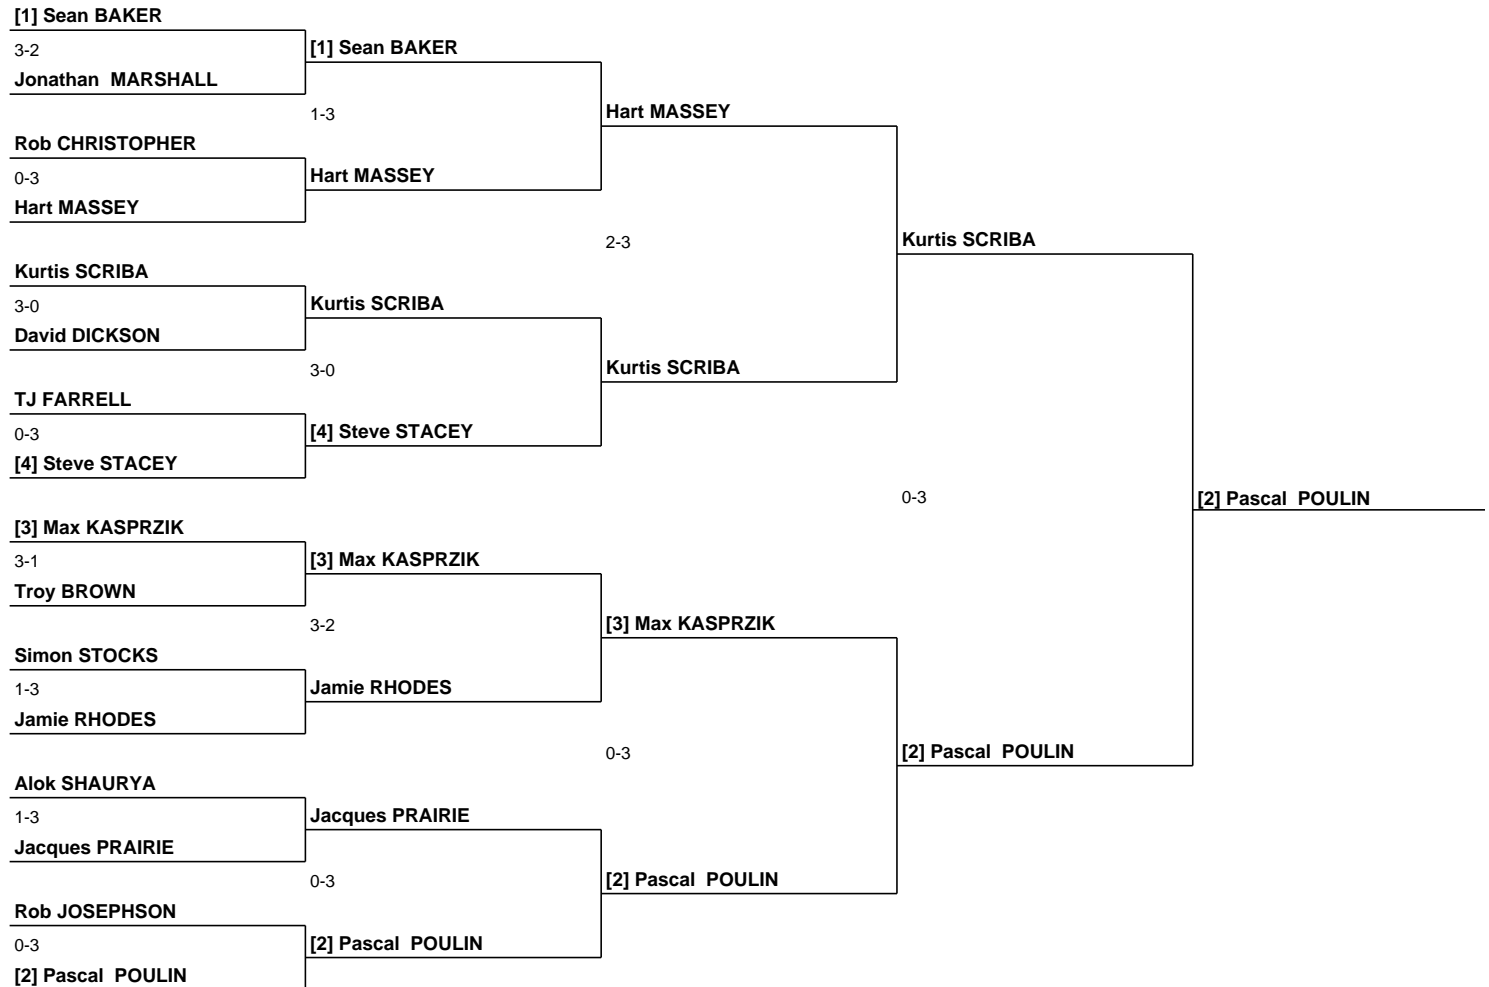 [1] Sean BAKER
3-2
[1] Sean BAKER
Jonathan MARSHALL
1-3
Hart MASSEY
Rob CHRISTOPHER
0-3
Hart MASSEY
Hart MASSEY
2-3
Kurtis SCRIBA
Kurtis SCRIBA
3-0
Kurtis SCRIBA
David DICKSON
3-0
Kurtis SCRIBA
TJ FARRELL
0-3
[4] Steve STACEY
[4] Steve STACEY
0-3
[2] Pascal POULIN
[3] Max KASPRZIK
3-1
[3] Max KASPRZIK
Troy BROWN
3-2
[3] Max KASPRZIK
Simon STOCKS
1-3
Jamie RHODES
Jamie RHODES
0-3
[2] Pascal POULIN
Alok SHAURYA
1-3
Jacques PRAIRIE
Jacques PRAIRIE
0-3
[2] Pascal POULIN
Rob JOSEPHSON
0-3
[2] Pascal POULIN
[2] Pascal POULIN